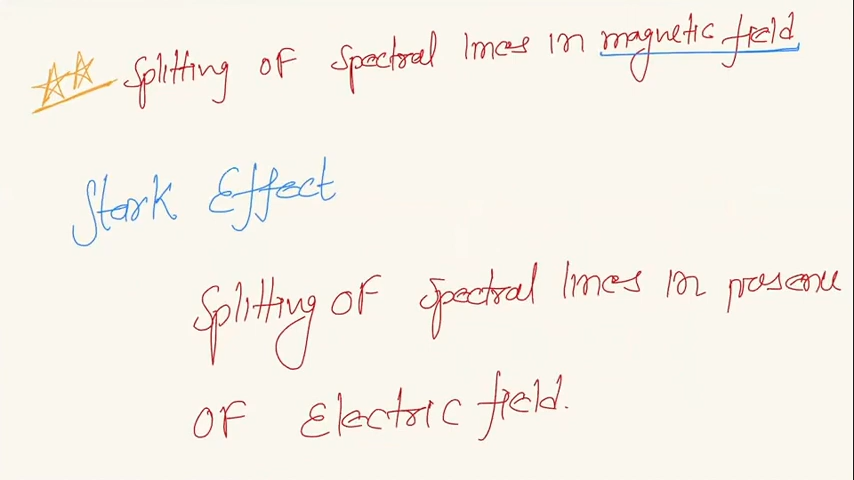 Splitting OF Spectral lines in magnetic field
Stark Effect
Splitting OF Spectral lines in presence
OF Electric field.